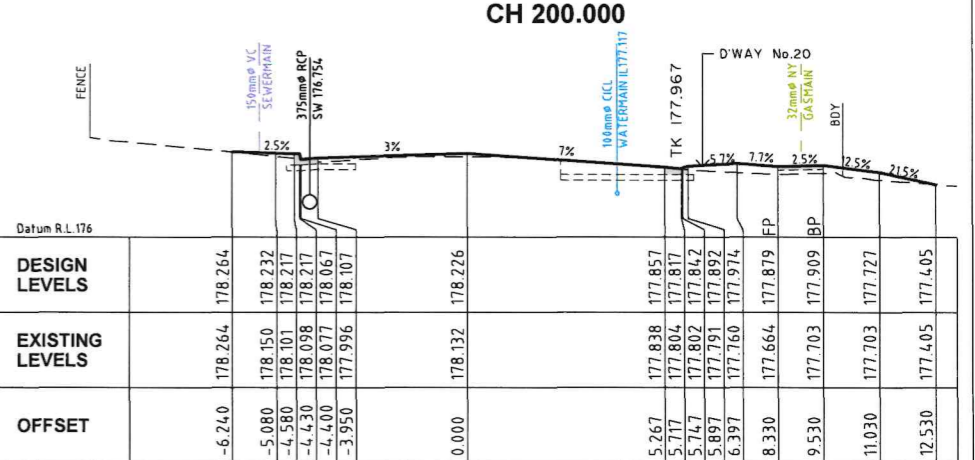 CH 200.000
FENCE
150mmø VC
SEWERMAIN
375mmø RCP
SW 176.754
100mmø CICL
WATERMAIN IL177.117
TK 177.967
D'WAY No.20
32mmø NY
GASMAIN
BDY
2.5%
3%
7%
5.7%
7.7%
2.5%
12.5%
21.5%
FP
BP
Datum R.L.176
DESIGN
LEVELS
178.264 178.232 178.217 178.217 178.067 178.107 178.226 177.857 177.817 177.842 177.892 177.974 177.879 177.909 177.727 177.405
EXISTING
LEVELS
178.264 178.150 178.101 178.098 178.077 177.996 178.132 177.838 177.804 177.802 177.791 177.760 177.664 177.703 177.703 177.405
OFFSET
-6.240 -5.080 -4.580 -4.430 -4.400 -3.950 0.000 5.267 5.717 5.747 5.897 6.397 8.330 9.530 11.030 12.530